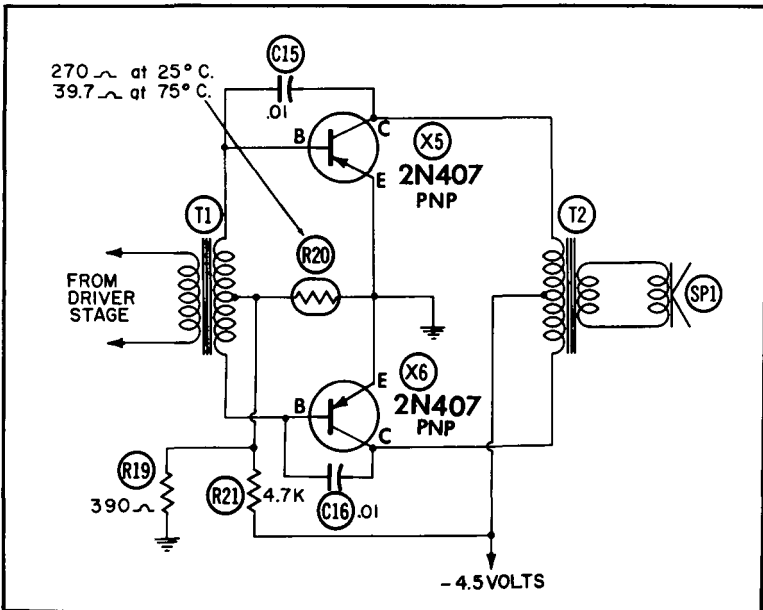 C15
270 Ω at 25° C.
39.7 Ω at 75° C.
.01
B
C
X5
2N407
PNP
E
T1
T2
R20
FROM
DRIVER
STAGE
SP1
X6
E
B
2N407
PNP
C
R19
390 Ω
R21
4.7K
C16
.01
- 4.5 VOLTS